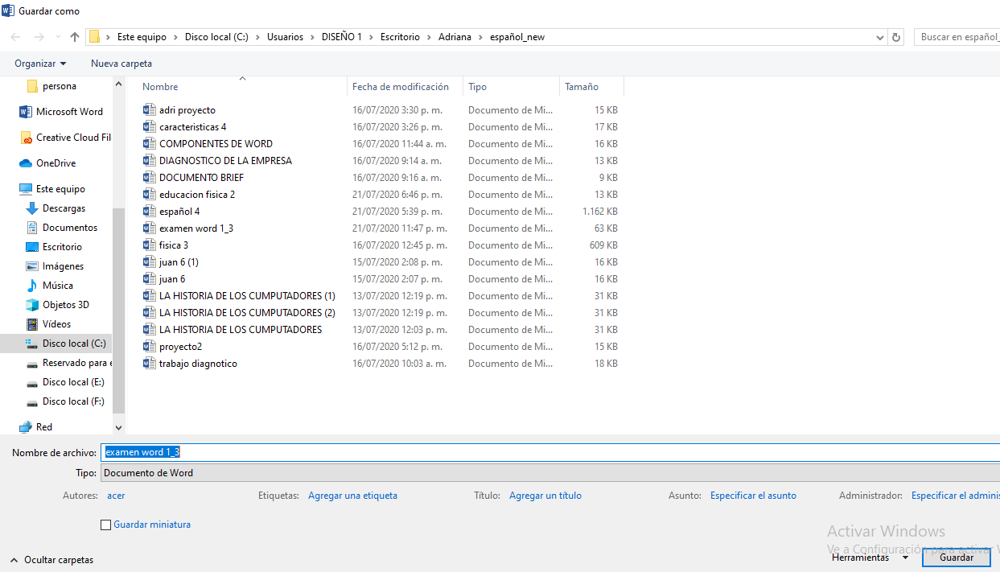 Guardar como
Este equipo > Disco local (C:) > Usuarios > DISEÑO 1 > Escritorio > Adriana > español_new
Buscar en español_
Organizar Nueva carpeta
persona
Microsoft Word
Creative Cloud Fil
OneDrive
Este equipo
Descargas
Documentos
Escritorio
Imágenes
Música
Objetos 3D
Vídeos
Disco local (C:)
Reservado para e
Disco local (E:)
Disco local (F:)
Red
Nombre Fecha de modificación Tipo Tamaño
adri proyecto 16/07/2020 3:30 p. m. Documento de Mi... 15 KB
caracteristicas 4 16/07/2020 3:26 p. m. Documento de Mi... 17 KB
COMPONENTES DE WORD 16/07/2020 11:44 a. m. Documento de Mi... 16 KB
DIAGNOSTICO DE LA EMPRESA 16/07/2020 9:14 a. m. Documento de Mi... 13 KB
DOCUMENTO BRIEF 16/07/2020 9:16 a. m. Documento de Mi... 9 KB
educacion fisica 2 21/07/2020 6:46 p. m. Documento de Mi... 13 KB
español 4 21/07/2020 5:39 p. m. Documento de Mi... 1.162 KB
examen word 1_3 21/07/2020 11:47 p. m. Documento de Mi... 63 KB
fisica 3 16/07/2020 12:45 p. m. Documento de Mi... 609 KB
juan 6 (1) 15/07/2020 2:08 p. m. Documento de Mi... 16 KB
juan 6 15/07/2020 2:07 p. m. Documento de Mi... 16 KB
LA HISTORIA DE LOS CUMPUTADORES (1) 13/07/2020 12:19 p. m. Documento de Mi... 31 KB
LA HISTORIA DE LOS CUMPUTADORES (2) 13/07/2020 12:19 p. m. Documento de Mi... 31 KB
LA HISTORIA DE LOS CUMPUTADORES 13/07/2020 12:03 p. m. Documento de Mi... 31 KB
proyecto2 16/07/2020 5:12 p. m. Documento de Mi... 15 KB
trabajo diagnotico 16/07/2020 10:03 a. m. Documento de Mi... 18 KB
Nombre de archivo: examen word 1_3
Tipo: Documento de Word
Autores: acer Etiquetas: Agregar una etiqueta Título: Agregar un título Asunto: Especificar el asunto Administrador: Especificar el adminis
Guardar miniatura
Activar Windows
Ve a Configuración para activar W
Ocultar carpetas Herramientas Guardar